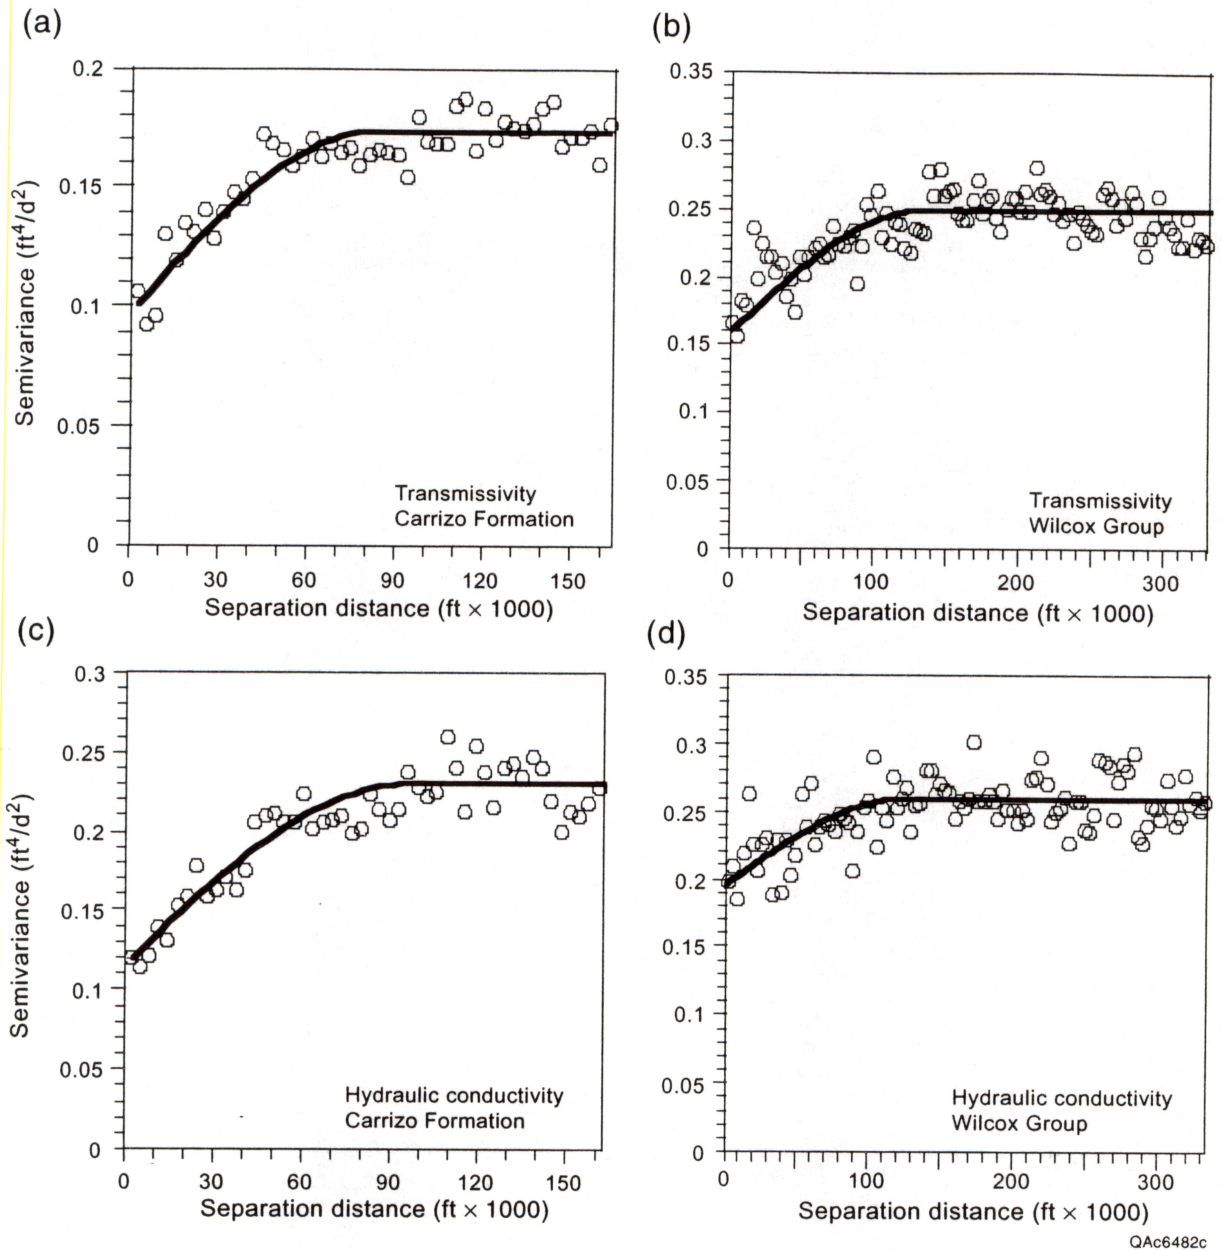 (a)
Semivariance (ft⁴/d²)
0.2
0.15
0.1
0.05
0
0 30 60 90 120 150
Separation distance (ft × 1000)
Transmissivity
Carrizo Formation
(b)
0.35
0.3
0.25
0.2
0.15
0.1
0.05
0
0 100 200 300
Separation distance (ft × 1000)
Transmissivity
Wilcox Group
(c)
Semivariance (ft⁴/d²)
0.3
0.25
0.2
0.15
0.1
0.05
0
0 30 60 90 120 150
Separation distance (ft × 1000)
Hydraulic conductivity
Carrizo Formation
(d)
0.35
0.3
0.25
0.2
0.15
0.1
0.05
0
0 100 200 300
Separation distance (ft × 1000)
Hydraulic conductivity
Wilcox Group
QAc6482c